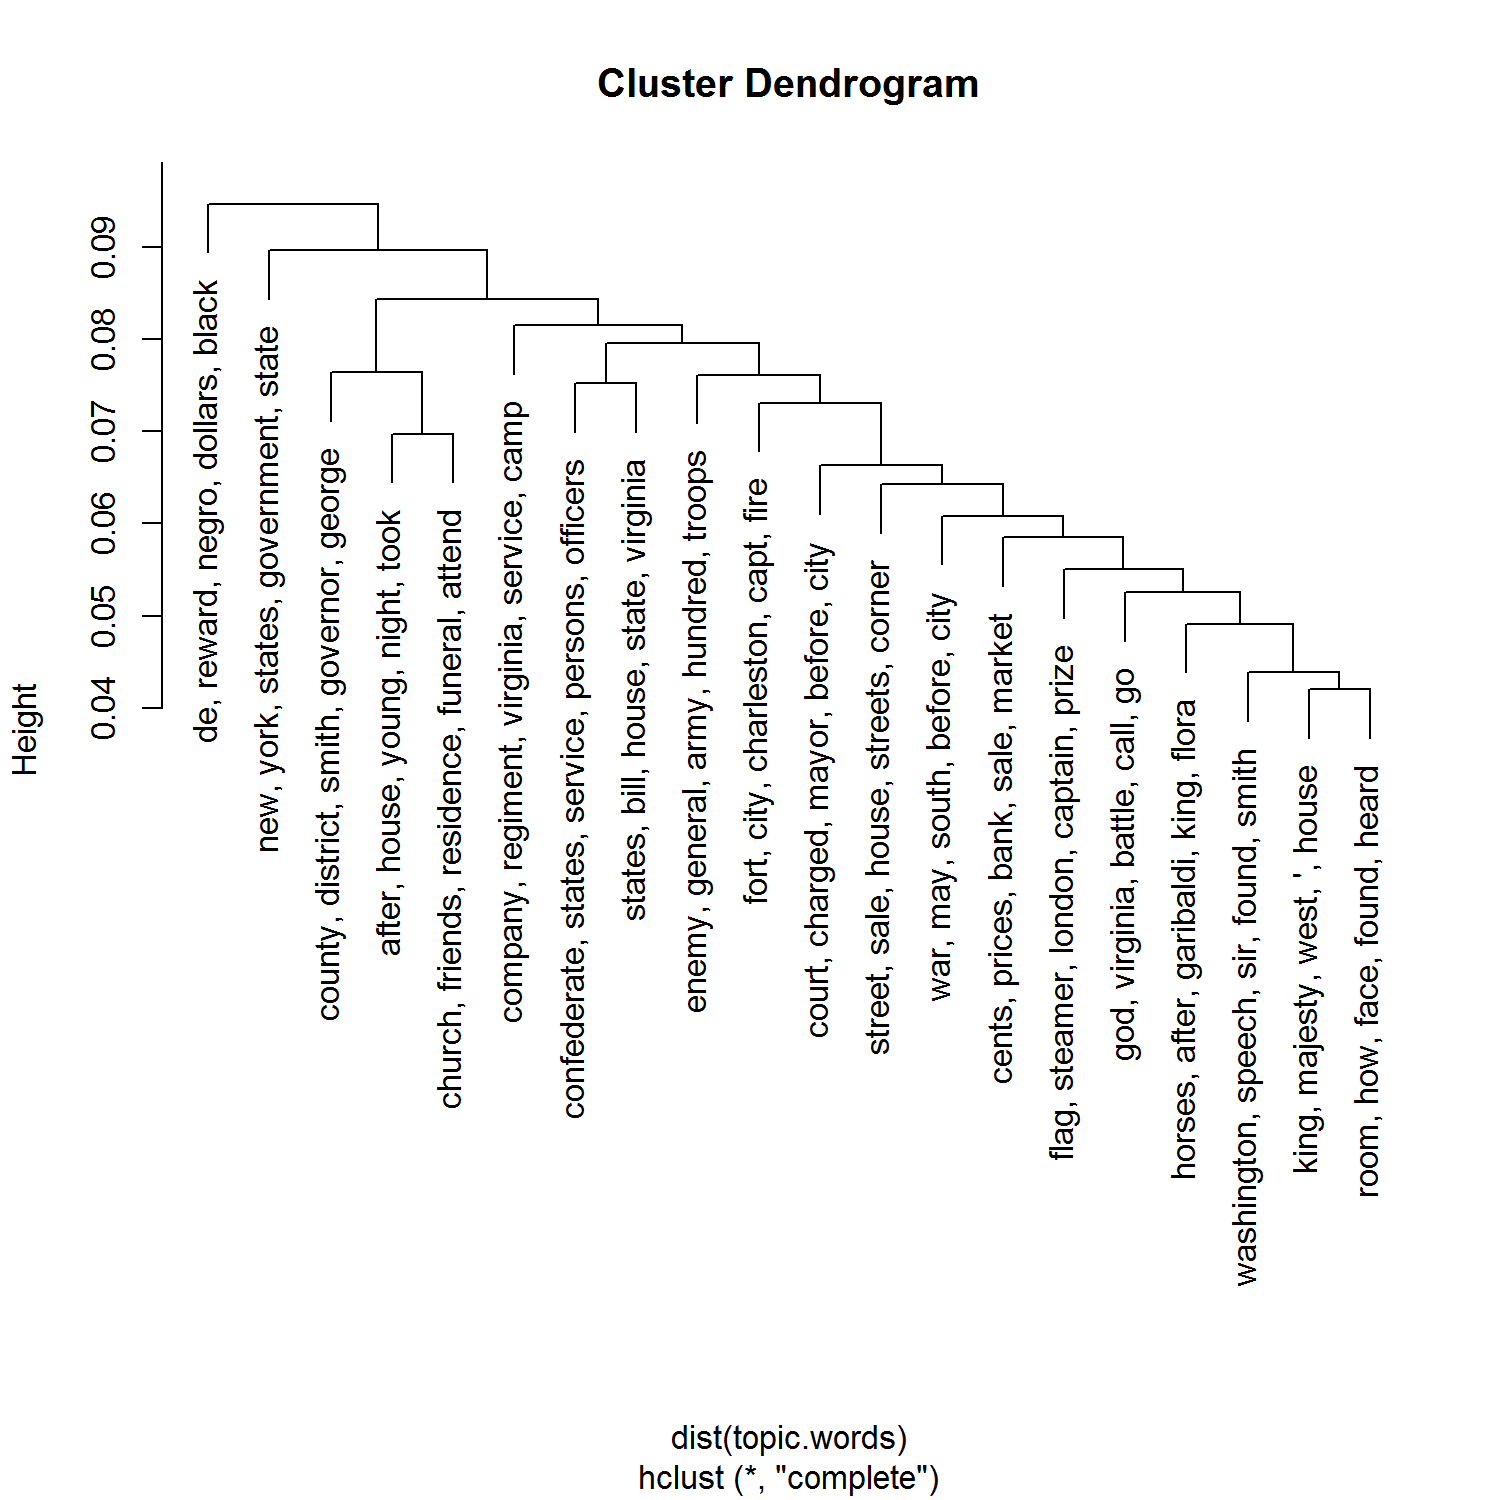 Cluster Dendrogram
Height
0.04
0.05
0.06
0.07
0.08
0.09
de, reward, negro, dollars, black
new, york, states, government, state
county, district, smith, governor, george
after, house, young, night, took
church, friends, residence, funeral, attend
company, regiment, virginia, service, camp
confederate, states, service, persons, officers
states, bill, house, state, virginia
enemy, general, army, hundred, troops
fort, city, charleston, capt, fire
court, charged, mayor, before, city
street, sale, house, streets, corner
war, may, south, before, city
cents, prices, bank, sale, market
flag, steamer, london, captain, prize
god, virginia, battle, call, go
horses, after, garibaldi, king, flora
washington, speech, sir, found, smith
king, majesty, west, ', house
room, how, face, found, heard
dist(topic.words)
hclust (*, "complete")